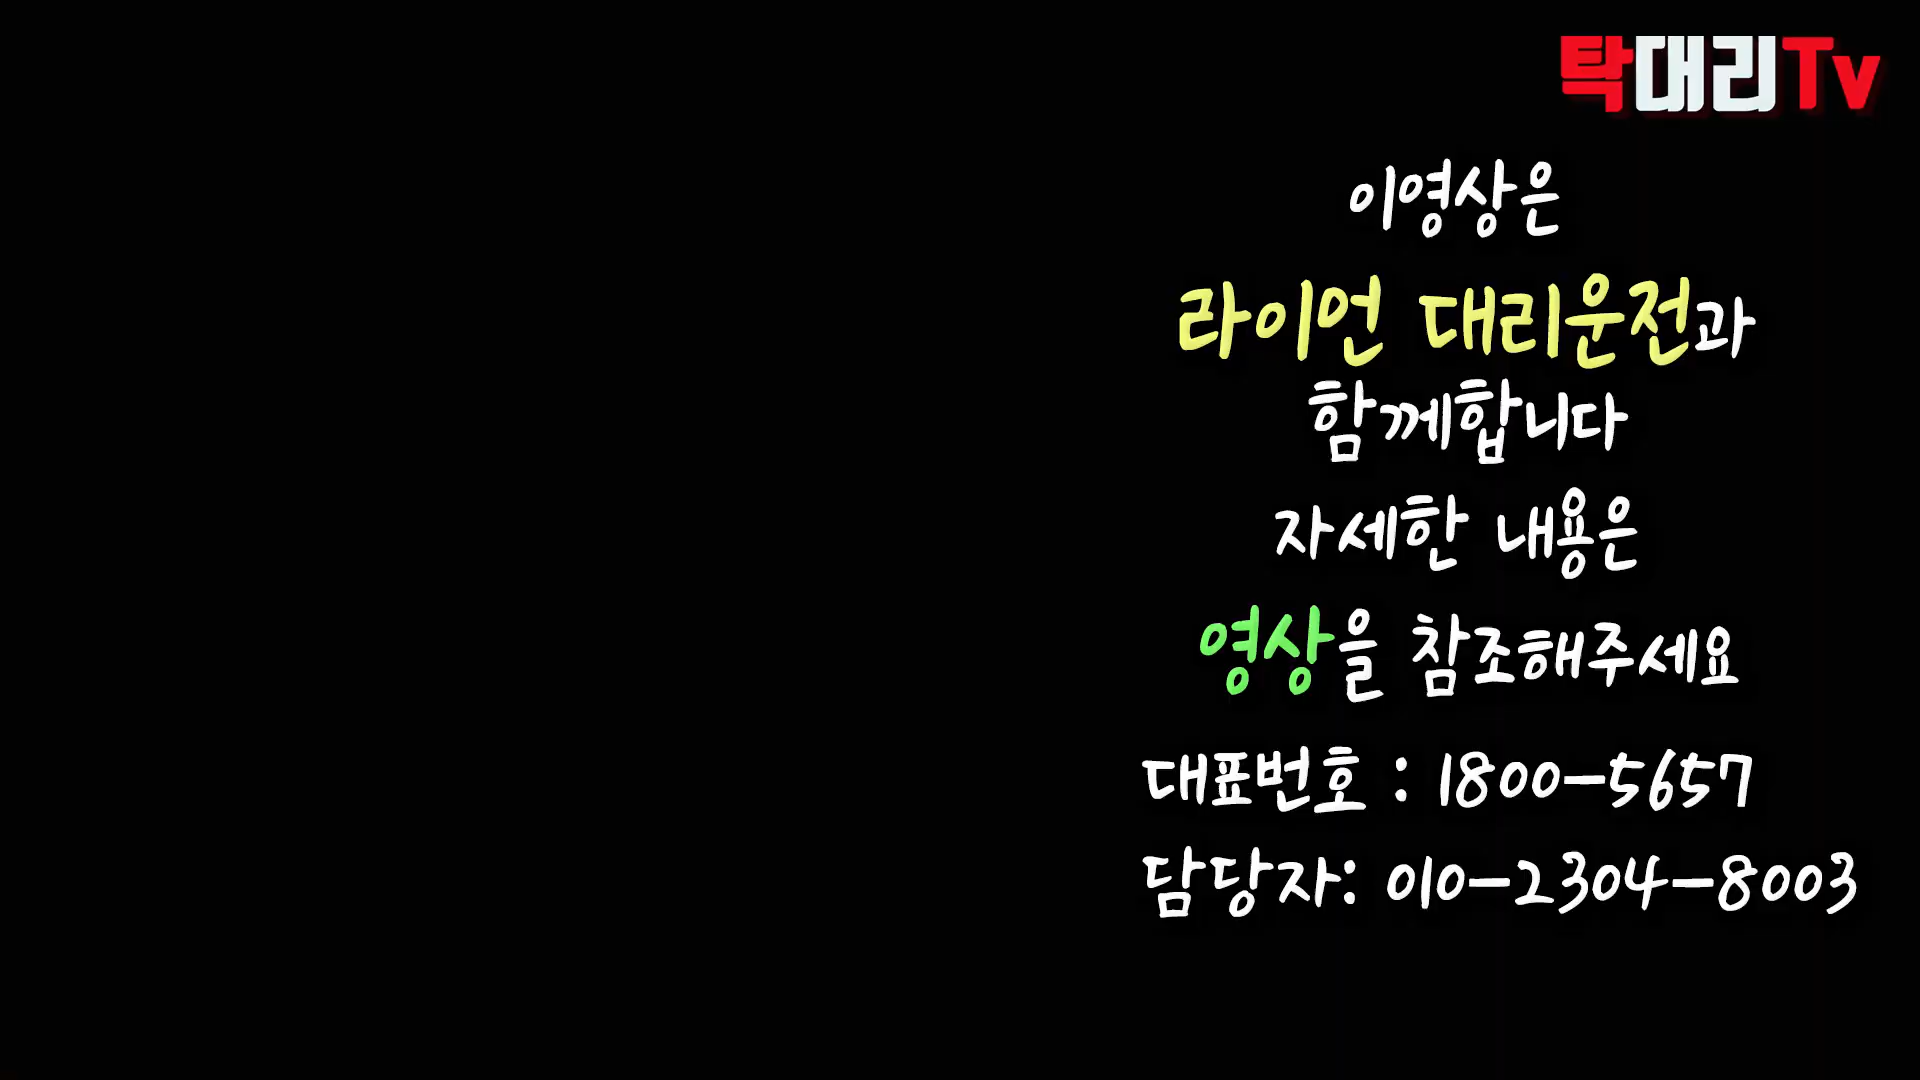 탁대리Tv
이영상은
라이언 대리운전과
함께합니다
자세한 내용은
영상을 참조해주세요
대표번호 : 1800-5657
담당자: 010-2304-8003